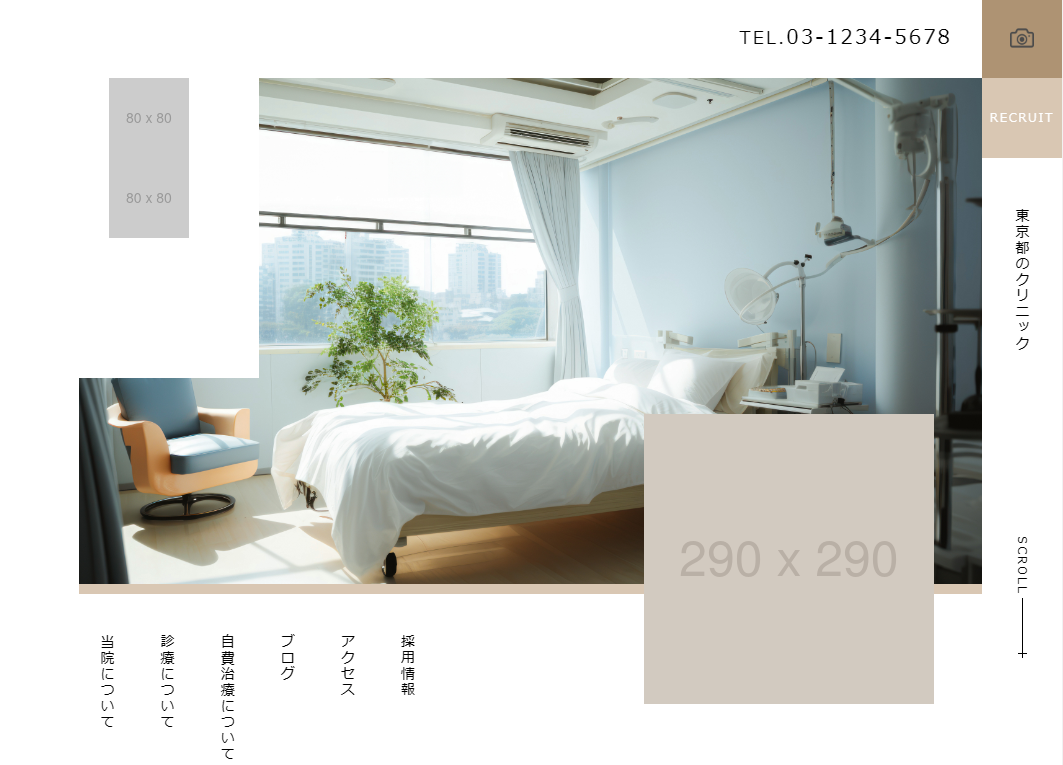 TEL.03-1234-5678
RECRUIT
80 x 80
80 x 80
東京都のクリニック
290 x 290
SCROLL
当院について
診療について
自費治療について
ブログ
アクセス
採用情報